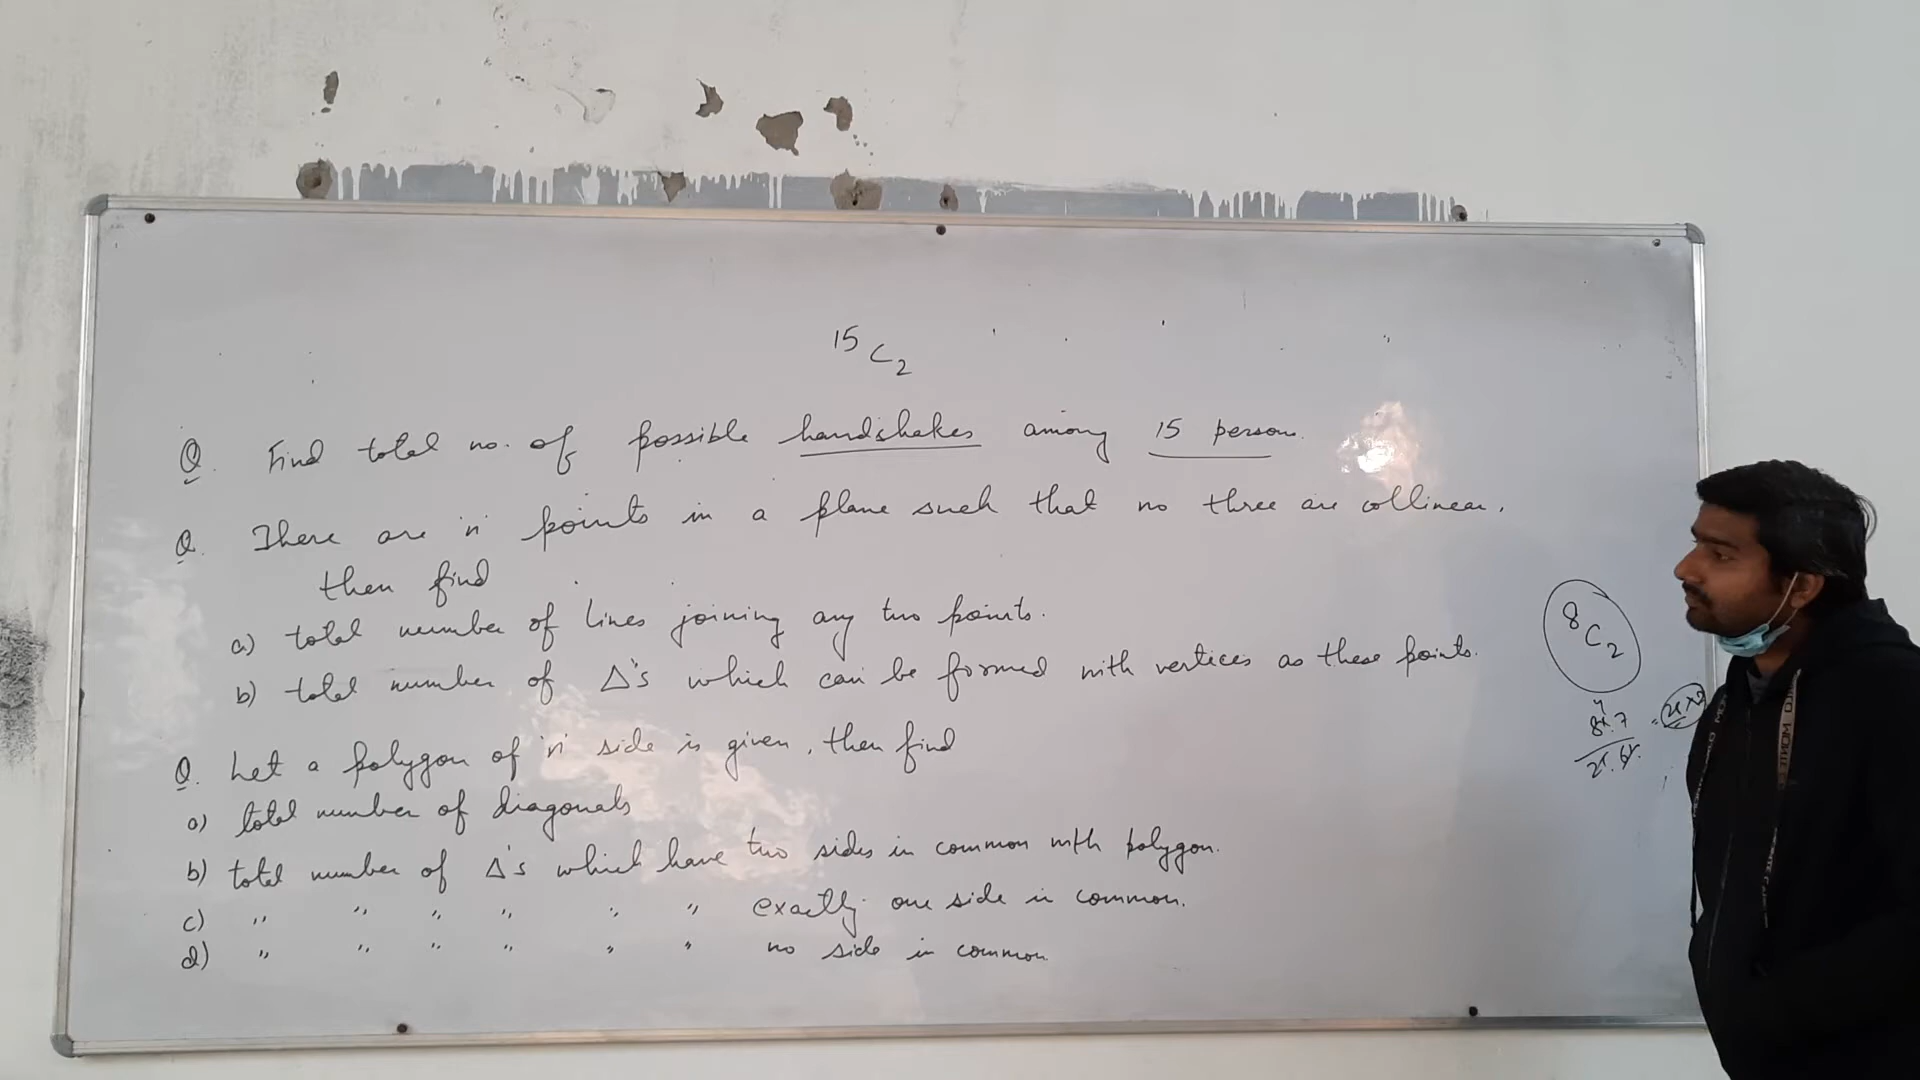 15C2
Q. Find total no. of possible handshakes among 15 person.
Q. There are 'n' points in a plane such that no three are collinear.
then find
a) total number of lines joining any two points.
b) total number of Δ's which can be formed with vertices as these points.
8C2
Q. Let a polygon of 'n' side is given, then find
a) total number of diagonals
b) total number of Δ's which have two sides in common with polygon.
c) " " " " " " exactly one side in common.
d) " " " " " " no side in common